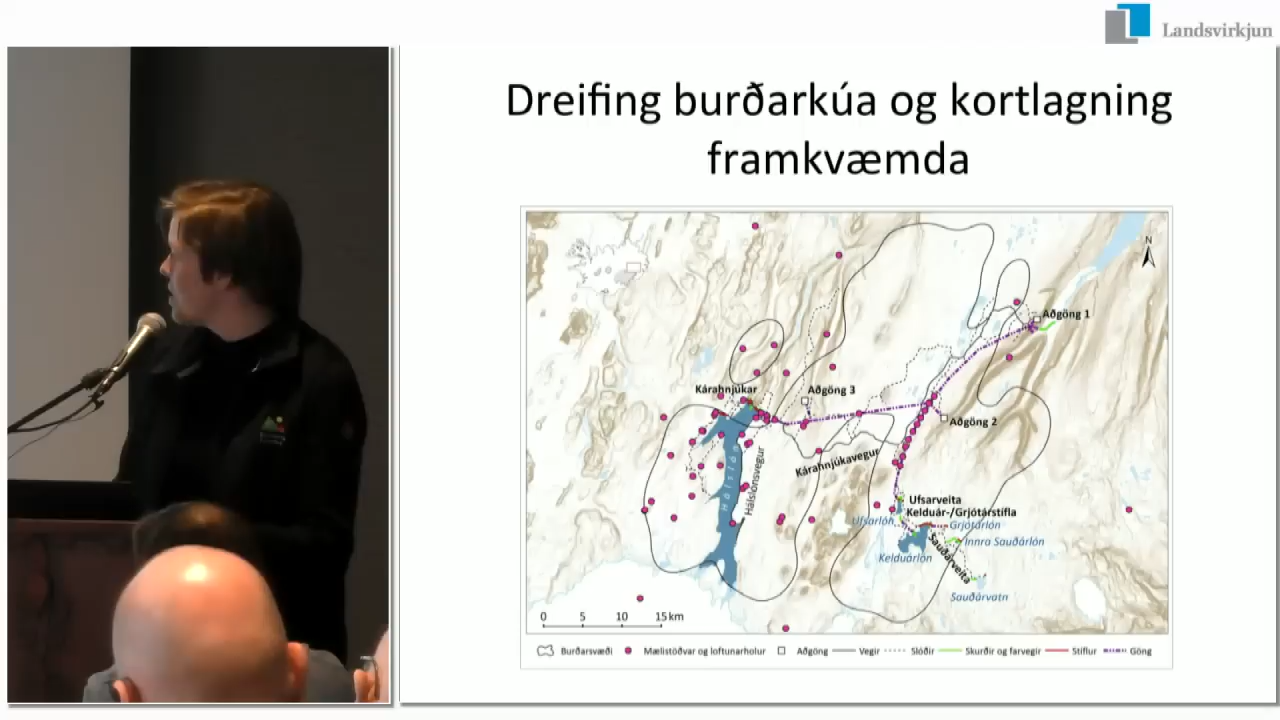 Landsvirkjun
Dreifing burðarkúa og kortlagning
framkvæmda
N
Aðgöng 1
Kárahnjúkar
Aðgöng 3
Aðgöng 2
Kárahnjúkavegur
Hálslón
Hálslónsvegur
Ufsarveita
Kelduár-/Grjótárstífla
Ufsarlón
Grjótárlón
Innra Sauðárlón
Kelduárlón
Sauðárveita
Sauðárvatn
0 5 10 15 km
Burðarsvæði Mælistöðvar og loftunarholur Aðgöng Vegir Slóðir Skurðir og farvegir Stíflur Göng